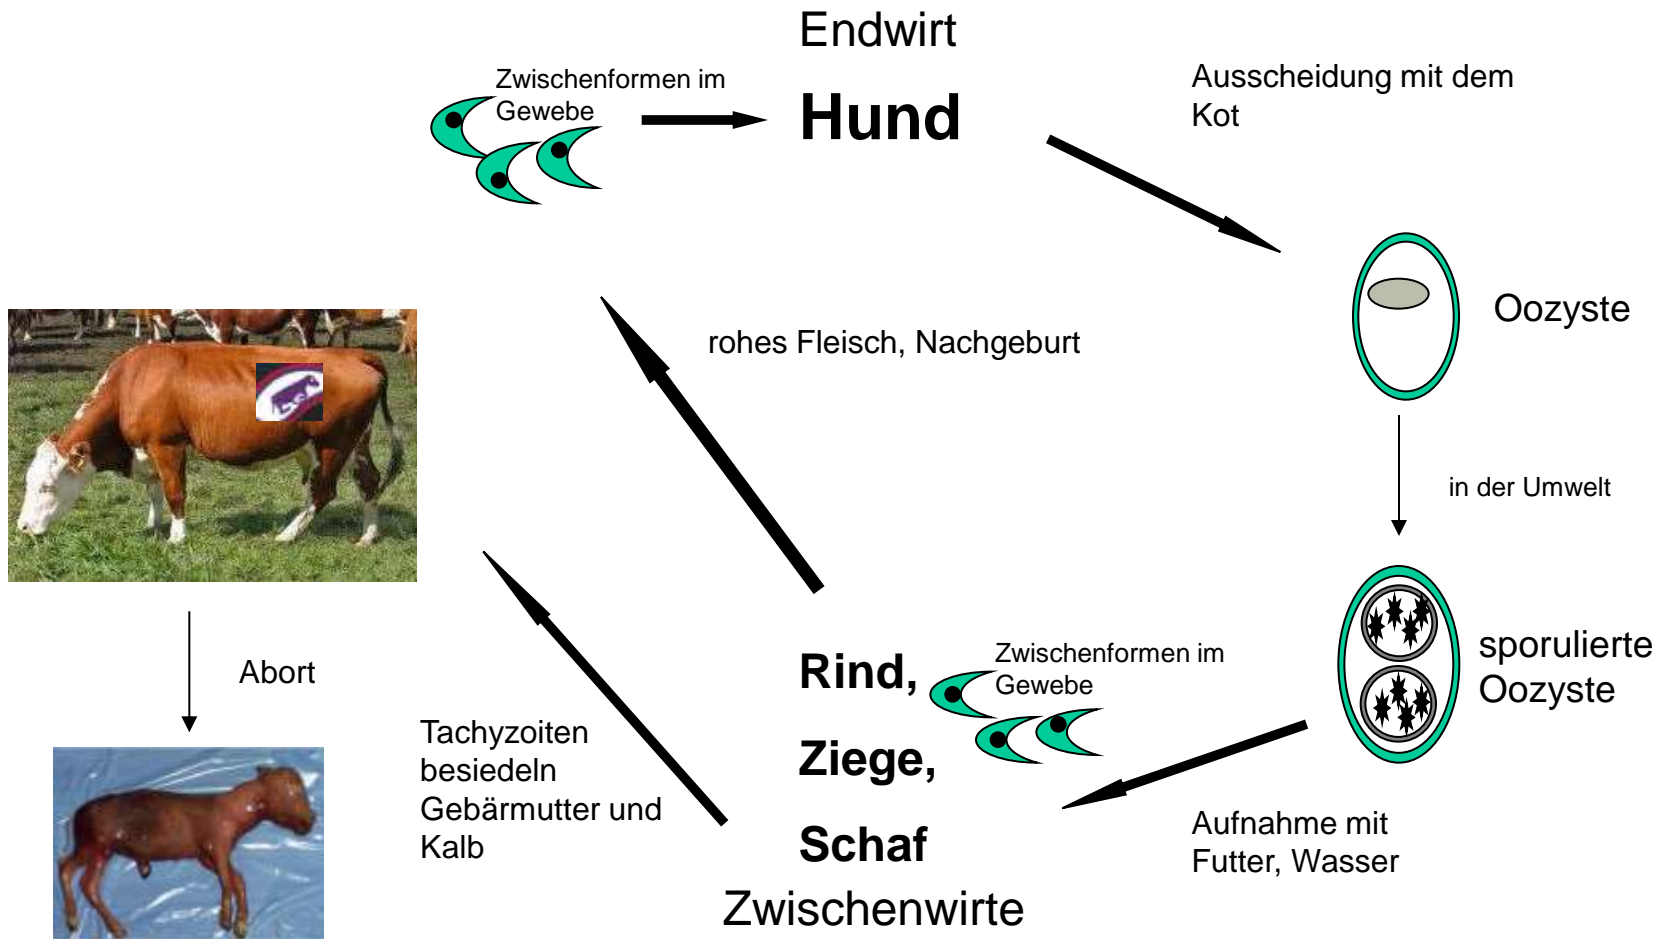 Endwirt
Hund
Zwischenformen im
Gewebe
Ausscheidung mit dem
Kot
Oozyste
rohes Fleisch, Nachgeburt
in der Umwelt
sporulierte
Oozyste
Rind,
Ziege,
Schaf
Zwischenwirte
Zwischenformen im
Gewebe
Aufnahme mit
Futter, Wasser
Tachyzoiten
besiedeln
Gebärmutter und
Kalb
Abort